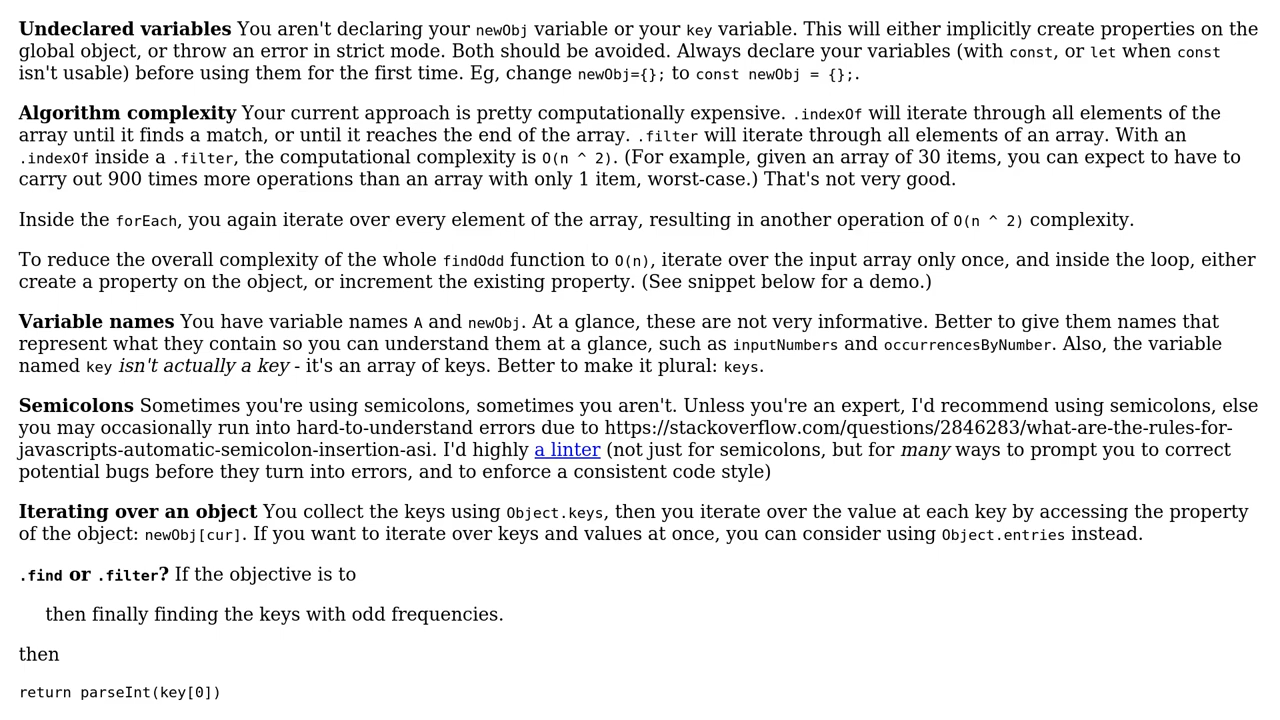 Undeclared variables You aren't declaring your newObj variable or your key variable. This will either implicitly create properties on the
global object, or throw an error in strict mode. Both should be avoided. Always declare your variables (with const, or let when const
isn't usable) before using them for the first time. Eg, change newObj={}; to const newObj = {};.
Algorithm complexity Your current approach is pretty computationally expensive. .indexOf will iterate through all elements of the
array until it finds a match, or until it reaches the end of the array. .filter will iterate through all elements of an array. With an
.indexOf inside a .filter, the computational complexity is O(n ^ 2). (For example, given an array of 30 items, you can expect to have to
carry out 900 times more operations than an array with only 1 item, worst-case.) That's not very good.
Inside the forEach, you again iterate over every element of the array, resulting in another operation of O(n ^ 2) complexity.
To reduce the overall complexity of the whole findOdd function to O(n), iterate over the input array only once, and inside the loop, either
create a property on the object, or increment the existing property. (See snippet below for a demo.)
Variable names You have variable names A and newObj. At a glance, these are not very informative. Better to give them names that
represent what they contain so you can understand them at a glance, such as inputNumbers and occurrencesByNumber. Also, the variable
named key isn't actually a key - it's an array of keys. Better to make it plural: keys.
Semicolons Sometimes you're using semicolons, sometimes you aren't. Unless you're an expert, I'd recommend using semicolons, else
you may occasionally run into hard-to-understand errors due to https://stackoverflow.com/questions/2846283/what-are-the-rules-for-
javascripts-automatic-semicolon-insertion-asi. I'd highly a linter (not just for semicolons, but for many ways to prompt you to correct
potential bugs before they turn into errors, and to enforce a consistent code style)
Iterating over an object You collect the keys using Object.keys, then you iterate over the value at each key by accessing the property
of the object: newObj[cur]. If you want to iterate over keys and values at once, you can consider using Object.entries instead.
.find or .filter? If the objective is to
then finally finding the keys with odd frequencies.
then
return parseInt(key[0])